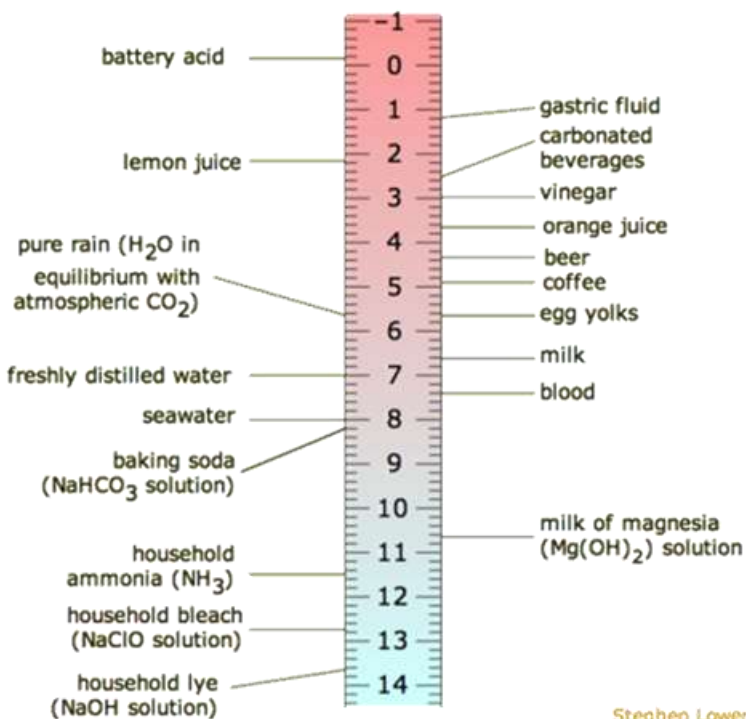 battery acid
lemon juice
pure rain (H₂O in
equilibrium with
atmospheric CO₂)
freshly distilled water
seawater
baking soda
(NaHCO₃ solution)
household
ammonia (NH₃)
household bleach
(NaClO solution)
household lye
(NaOH solution)
−1
0
1
2
3
4
5
6
7
8
9
10
11
12
13
14
gastric fluid
carbonated
beverages
vinegar
orange juice
beer
coffee
egg yolks
milk
blood
milk of magnesia
(Mg(OH)₂) solution
Stephen Lower